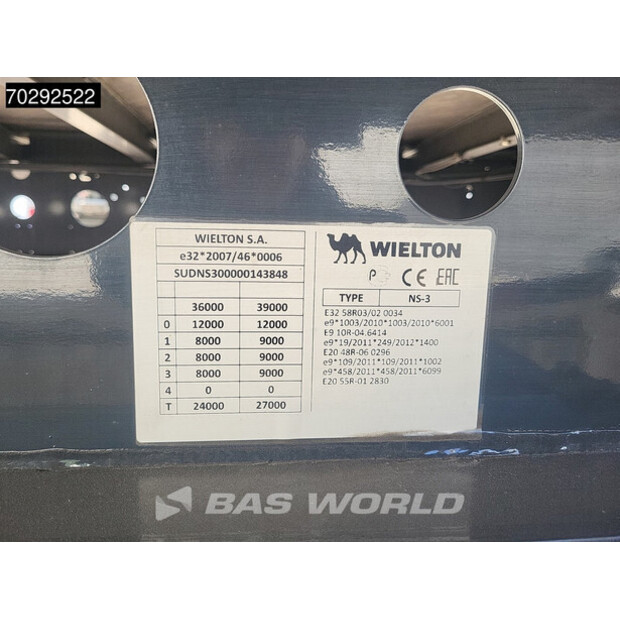 70292522
WIELTON S.A.
e32*2007/46*0006
SUDNS300000143848
36000 39000
0 12000 12000
1 8000 9000
2 8000 9000
3 8000 9000
4 0 0
T 24000 27000
WIELTON
P CE EAC
TYPE NS-3
E32 58R03/02 0034
e9*1003/2010*1003/2010*6001
E9 10R-04.6414
e9*19/2011*249/2012*1400
E20 48R-06 0296
e9*109/2011*109/2011*1002
e9*458/2011*458/2011*6099
E20 55R-01 2830
BAS WORLD